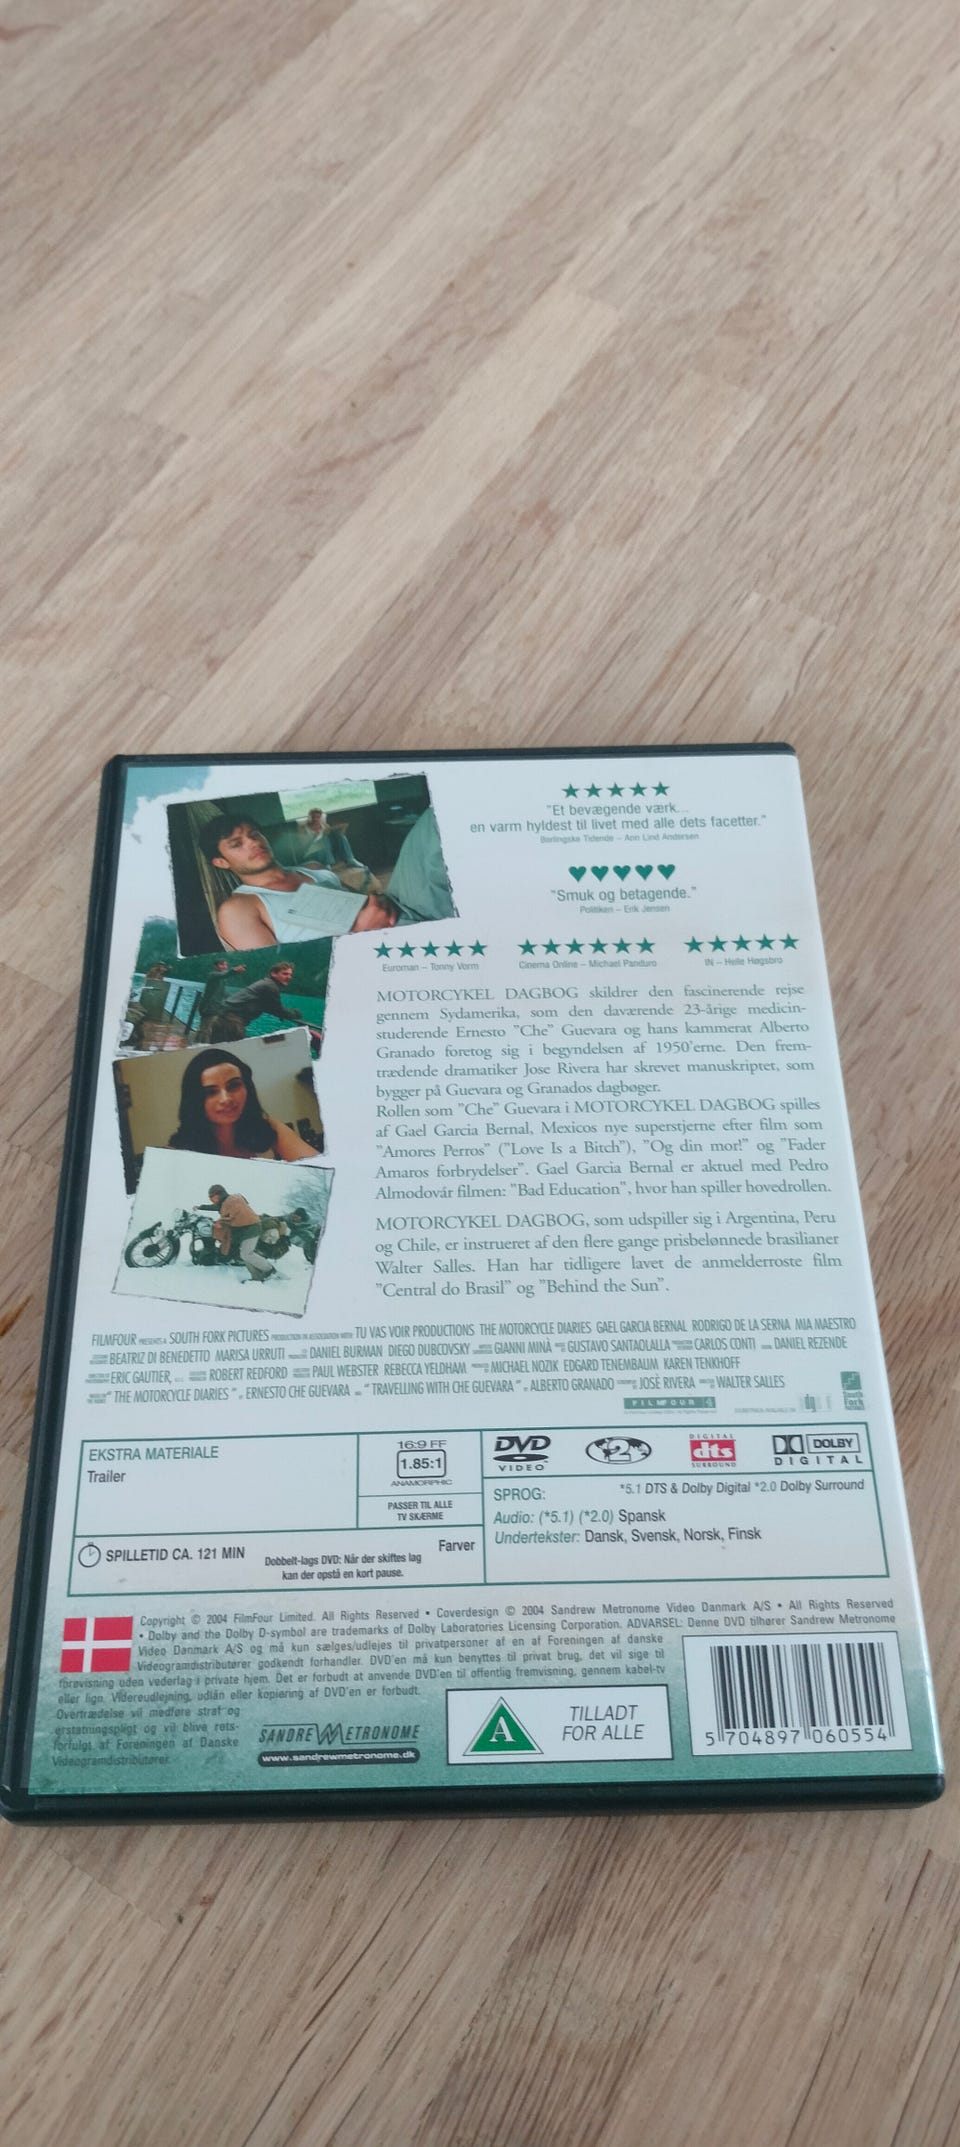 "Et bevægende værk...
en varm hyldest til livet med alle dets facetter."
Berlingske Tidende – Ann Lind Andersen
"Smuk og betagende."
Politiken – Erik Jensen
Euroman – Tonny Vorm
Cinema Online – Michael Panduro
IN – Helle Høgsbro
MOTORCYKEL DAGBOG skildrer den fascinerende rejse
gennem Sydamerika, som den daværende 23-årige medicin-
studerende Ernesto "Che" Guevara og hans kammerat Alberto
Granado foretog sig i begyndelsen af 1950'erne. Den frem-
trædende dramatiker Jose Rivera har skrevet manuskriptet, som
bygger på Guevara og Granados dagbøger.
Rollen som "Che" Guevara i MOTORCYKEL DAGBOG spilles
af Gael Garcia Bernal, Mexicos nye superstjerne efter film som
"Amores Perros" ("Love Is a Bitch"), "Og din mor!" og "Fader
Amaros forbrydelser". Gael Garcia Bernal er aktuel med Pedro
Almodovár filmen: "Bad Education", hvor han spiller hovedrollen.
MOTORCYKEL DAGBOG, som udspiller sig i Argentina, Peru
og Chile, er instrueret af den flere gange prisbelønnede brasilianer
Walter Salles. Han har tidligere lavet de anmelderroste film
"Central do Brasil" og "Behind the Sun".
FILMFOUR PRESENTS A SOUTH FORK PICTURES PRODUCTION IN ASSOCIATION WITH TU VAS VOIR PRODUCTIONS THE MOTORCYCLE DIARIES GAEL GARCIA BERNAL RODRIGO DE LA SERNA MIA MAESTRO
BEATRIZ DI BENEDETTO MARISA URRUTI DANIEL BURMAN DIEGO DUBCOVSKY GIANNI MINÀ GUSTAVO SANTAOLALLA CARLOS CONTI DANIEL REZENDE
ERIC GAUTIER, ROBERT REDFORD PAUL WEBSTER REBECCA YELDHAM MICHAEL NOZIK EDGARD TENEMBAUM KAREN TENKHOFF
"THE MOTORCYCLE DIARIES" ERNESTO CHE GUEVARA "TRAVELLING WITH CHE GUEVARA" ALBERTO GRANADO JOSÈ RIVERA WALTER SALLES
FILMFOUR 4
South Fork
EKSTRA MATERIALE
Trailer
16:9 FF
1.85:1
ANAMORPHIC
PASSER TIL ALLE
TV SKÆRME
DVD
VIDEO
2
DIGITAL
dts
SURROUND
DOLBY
DIGITAL
SPROG:
*5.1 DTS & Dolby Digital *2.0 Dolby Surround
Audio: (*5.1) (*2.0) Spansk
Undertekster: Dansk, Svensk, Norsk, Finsk
SPILLETID CA. 121 MIN
Dobbelt-lags DVD: Når der skiftes lag
kan der opstå en kort pause.
Farver
Copyright © 2004 FilmFour Limited. All Rights Reserved • Coverdesign © 2004 Sandrew Metronome Video Danmark A/S • All Rights Reserved
• Dolby and the Dolby D-symbol are trademarks of Dolby Laboratories Licensing Corporation. ADVARSEL: Denne DVD tilhører Sandrew Metronome
Video Danmark A/S og må kun sælges/udlejes til privatpersoner af en af Foreningen af danske
Videogramdistributører godkendt forhandler. DVD'en må kun benyttes til privat brug, det vil sige til
forevisning uden vederlag i private hjem. Det er forbudt at anvende DVD'en til offentlig fremvisning, gennem kabel-tv
eller lign. Videreudlejning, udlån eller kopiering af DVD'en er forbudt.
Overtrædelse vil medføre straf og
erstatningspligt og vil blive rets-
forfulgt af Foreningen af Danske
Videogramdistributører.
SANDREW METRONOME
www.sandrewmetronome.dk
A
TILLADT
FOR ALLE
5 704897 060554